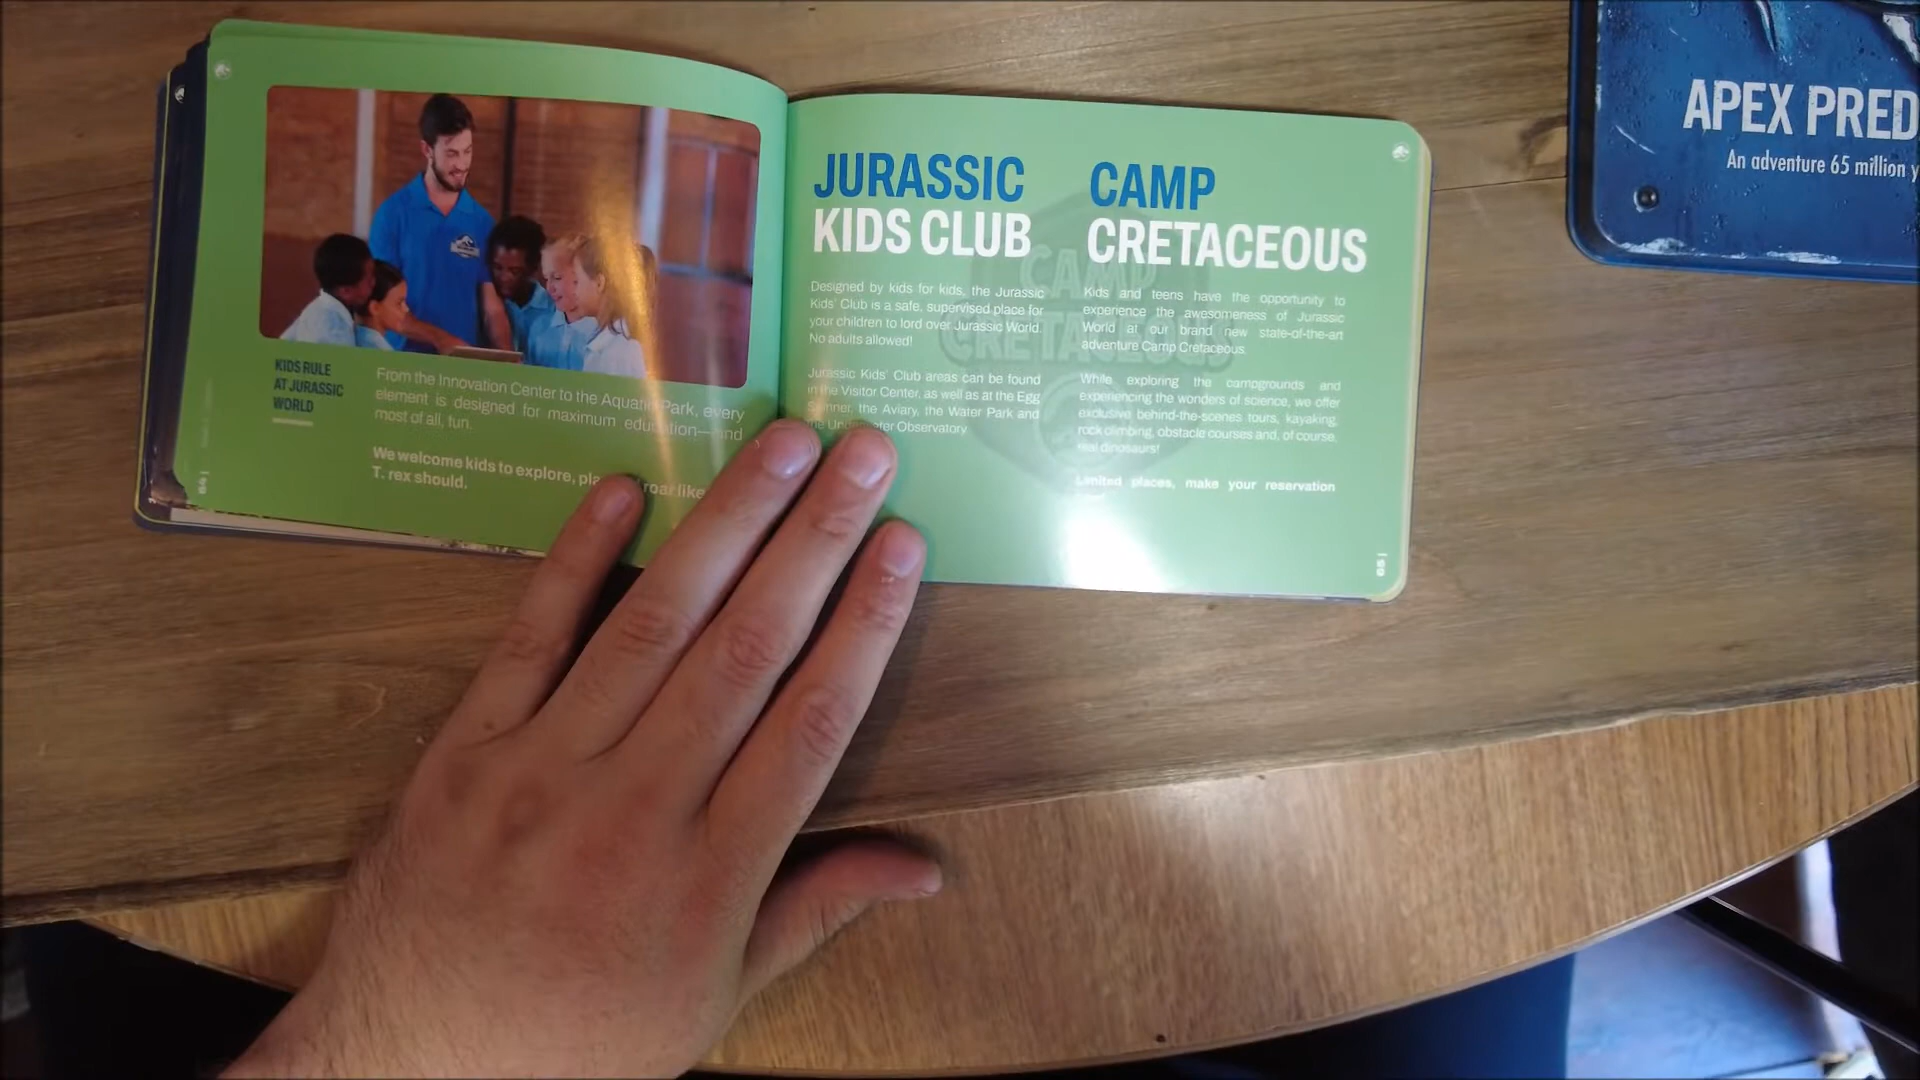 KIDS RULE
AT JURASSIC
WORLD
From the Innovation Center to the Aquatic Park, every
element is designed for maximum education—and
most of all, fun.
We welcome kids to explore, roar like
T. rex should.
64 |
JURASSIC
KIDS CLUB
Designed by kids for kids, the Jurassic
Kids' Club is a safe, supervised place for
your children to lord over Jurassic World.
No adults allowed!
Jurassic Kids' Club areas can be found
in the Visitor Center, as well as at the Egg
Spinner, the Aviary, the Water Park and
the Underwater Observatory.
CAMP
CRETACEOUS
CAMP
CRETACEOUS
Kids and teens have the opportunity to
experience the awesomeness of Jurassic
World at our brand new state-of-the-art
adventure Camp Cretaceous.
While exploring the campgrounds and
experiencing the wonders of science, we offer
exclusive behind-the-scenes tours, kayaking,
rock climbing, obstacle courses and, of course,
real dinosaurs!
Limited places, make your reservation
65 |
APEX PRED
An adventure 65 million y